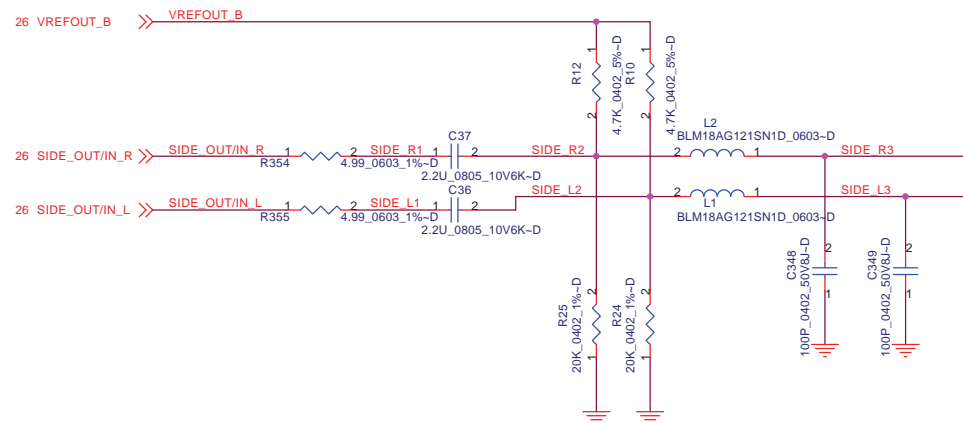 26 VREFOUT_B VREFOUT_B
1 1
R12 4.7K_0402_5%~D R10 4.7K_0402_5%~D
2 2
L2
BLM18AG121SN1D_0603~D
26 SIDE_OUT/IN_R SIDE_OUT/IN_R 1 2 SIDE_R1 1 C37 2 SIDE_R2 2 1 SIDE_R3
R354 4.99_0603_1%~D
2.2U_0805_10V6K~D
26 SIDE_OUT/IN_L SIDE_OUT/IN_L 1 2 SIDE_L1 1 C36 2 SIDE_L2 2 1 SIDE_L3
R355 4.99_0603_1%~D
2.2U_0805_10V6K~D
L1
BLM18AG121SN1D_0603~D
2 2
C348 100P_0402_50V8J~D C349 100P_0402_50V8J~D
1 1
2 2
R25 20K_0402_1%~D R24 20K_0402_1%~D
1 1